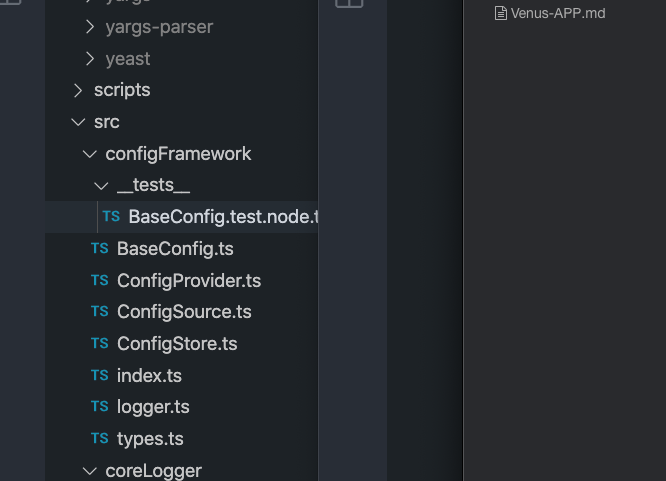 yargs
yargs-parser
yeast
scripts
src
configFramework
__tests__
TS BaseConfig.test.node.t
TS BaseConfig.ts
TS ConfigProvider.ts
TS ConfigSource.ts
TS ConfigStore.ts
TS index.ts
TS logger.ts
TS types.ts
coreLogger
Venus-APP.md